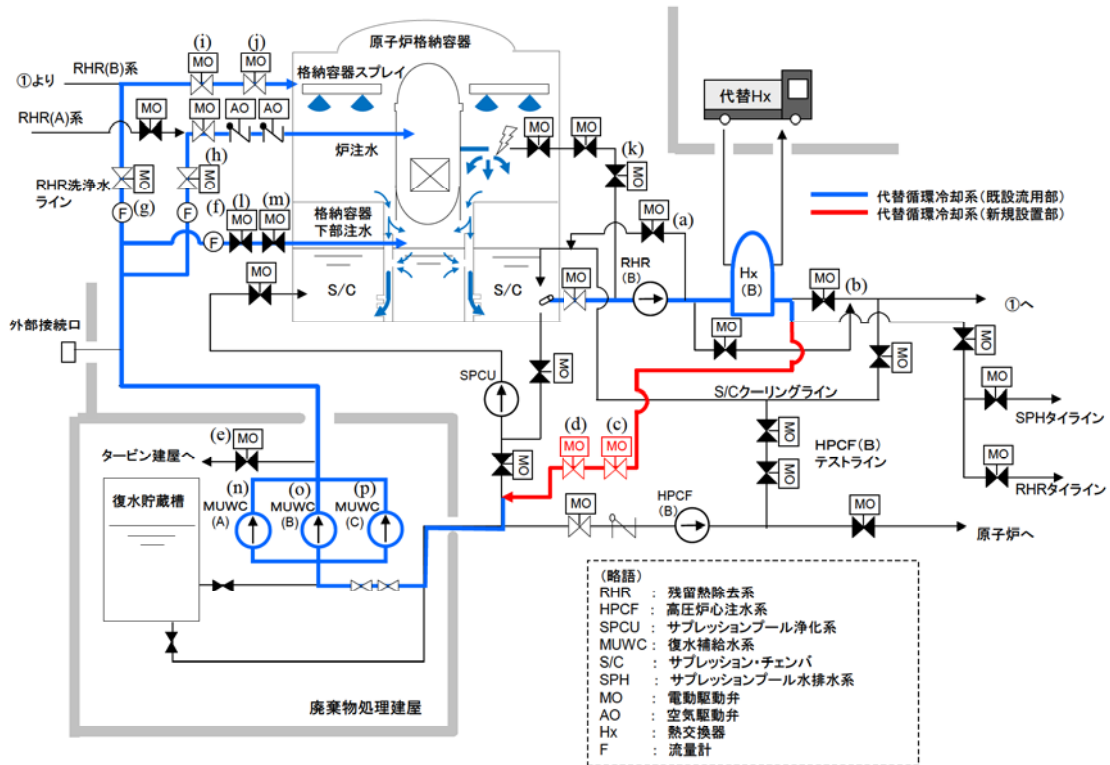 原子炉格納容器
(i)
(j)
MO
MO
①より
RHR(B)系
格納容器スプレイ
代替Hx
RHR(A)系
MO
MO
AO
AO
MO
MO
炉注水
(k)
MO
(h)
MO
MO
RHR洗浄水
ライン
代替循環冷却系(既設流用部)
代替循環冷却系(新規設置部)
F
(g)
F
(f)
(l)
(m)
MO
MO
F
格納容器
下部注水
MO
(a)
RHR
(B)
Hx
(B)
MO
(b)
①へ
MO
S/C
S/C
MO
MO
MO
MO
外部接続口
SPCU
MO
S/Cクーリングライン
MO
SPHタイライン
(d)
(c)
MO
MO
MO
MO
HPCF(B)
テストライン
MO
MO
RHRタイライン
(e)
MO
タービン建屋へ
(n)
(o)
(p)
復水貯蔵槽
MUWC
(A)
MUWC
(B)
MUWC
(C)
MO
HPCF
(B)
MO
原子炉へ
(略語)
RHR : 残留熱除去系
HPCF : 高圧炉心注水系
SPCU : サプレッションプール浄化系
MUWC : 復水補給水系
S/C : サプレッション・チェンバ
SPH : サプレッションプール水排水系
MO : 電動駆動弁
AO : 空気駆動弁
Hx : 熱交換器
F : 流量計
廃棄物処理建屋